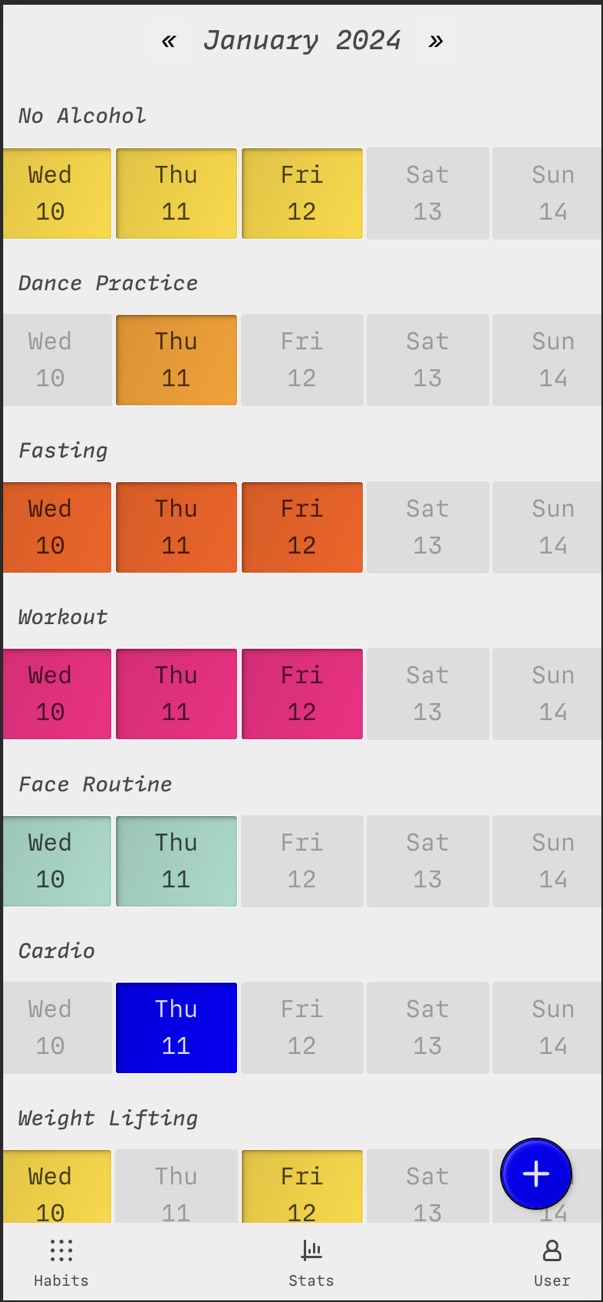 « January 2024 »
No Alcohol
Wed Thu Fri Sat Sun
10 11 12 13 14
Dance Practice
Wed Thu Fri Sat Sun
10 11 12 13 14
Fasting
Wed Thu Fri Sat Sun
10 11 12 13 14
Workout
Wed Thu Fri Sat Sun
10 11 12 13 14
Face Routine
Wed Thu Fri Sat Sun
10 11 12 13 14
Cardio
Wed Thu Fri Sat Sun
10 11 12 13 14
Weight Lifting
Wed Thu Fri Sat +
10 11 12 13 14
Habits Stats User